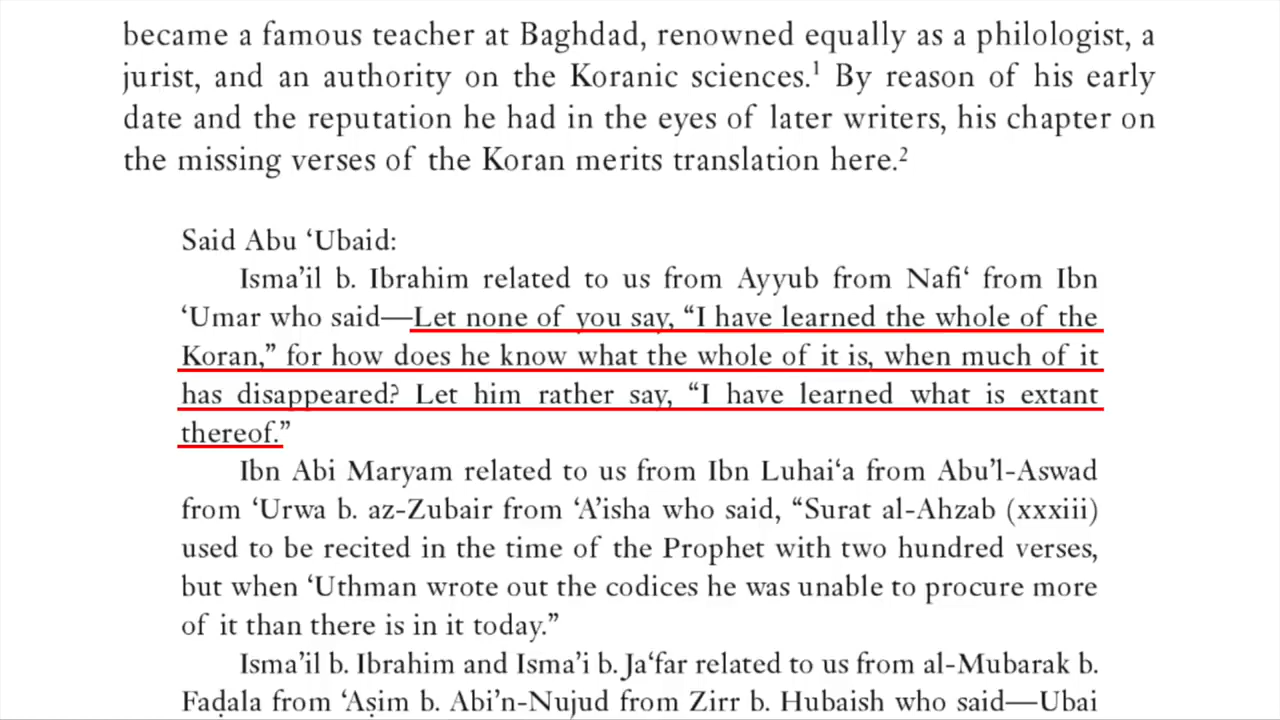 became a famous teacher at Baghdad, renowned equally as a philologist, a
jurist, and an authority on the Koranic sciences.¹ By reason of his early
date and the reputation he had in the eyes of later writers, his chapter on
the missing verses of the Koran merits translation here.²
Said Abu ‘Ubaid:
Isma’il b. Ibrahim related to us from Ayyub from Nafi‘ from Ibn
‘Umar who said—Let none of you say, “I have learned the whole of the
Koran,” for how does he know what the whole of it is, when much of it
has disappeared? Let him rather say, “I have learned what is extant
thereof.”
Ibn Abi Maryam related to us from Ibn Luhai‘a from Abu’l-Aswad
from ‘Urwa b. az-Zubair from ‘A’isha who said, “Surat al-Ahzab (xxxiii)
used to be recited in the time of the Prophet with two hundred verses,
but when ‘Uthman wrote out the codices he was unable to procure more
of it than there is in it today.”
Isma’il b. Ibrahim and Isma’i b. Ja‘far related to us from al-Mubarak b.
Faḍala from ‘Aṣim b. Abi’n-Nujud from Zirr b. Hubaish who said—Ubai